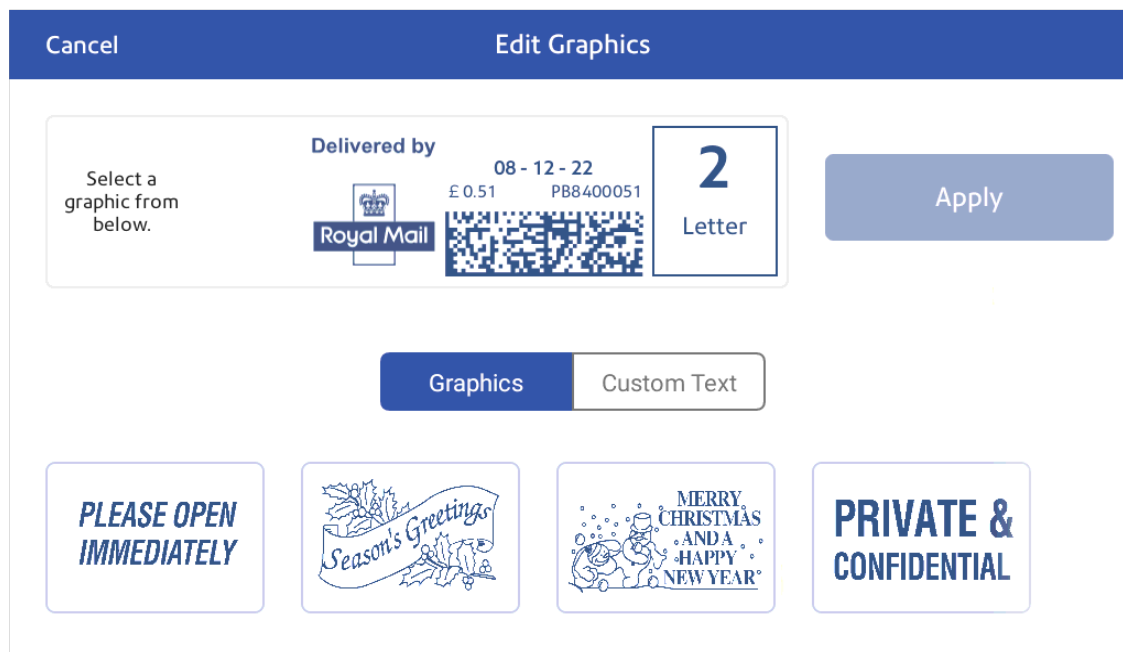 Cancel
Edit Graphics
Select a
graphic from
below.
Delivered by
Royal Mail
08 - 12 - 22
£ 0.51 PB8400051
2
Letter
Apply
Graphics
Custom Text
PLEASE OPEN
IMMEDIATELY
Season's Greetings
MERRY
CHRISTMAS
AND A
HAPPY
NEW YEAR
PRIVATE &
CONFIDENTIAL